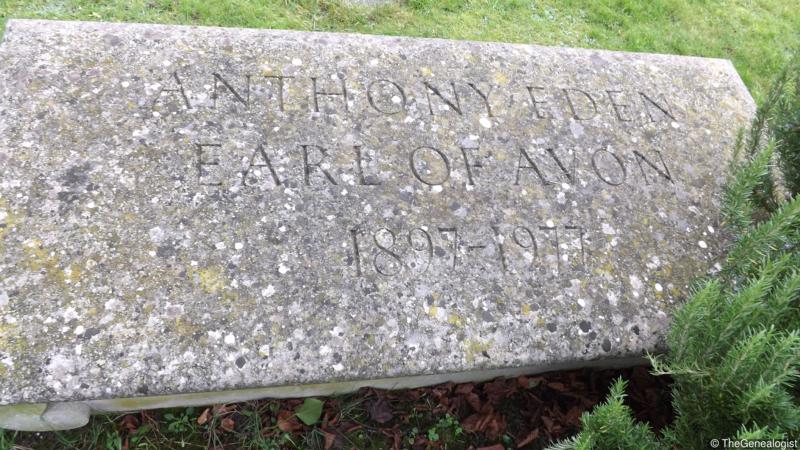 ANTHONY EDEN
EARL OF AVON
1897-1977
© TheGenealogist